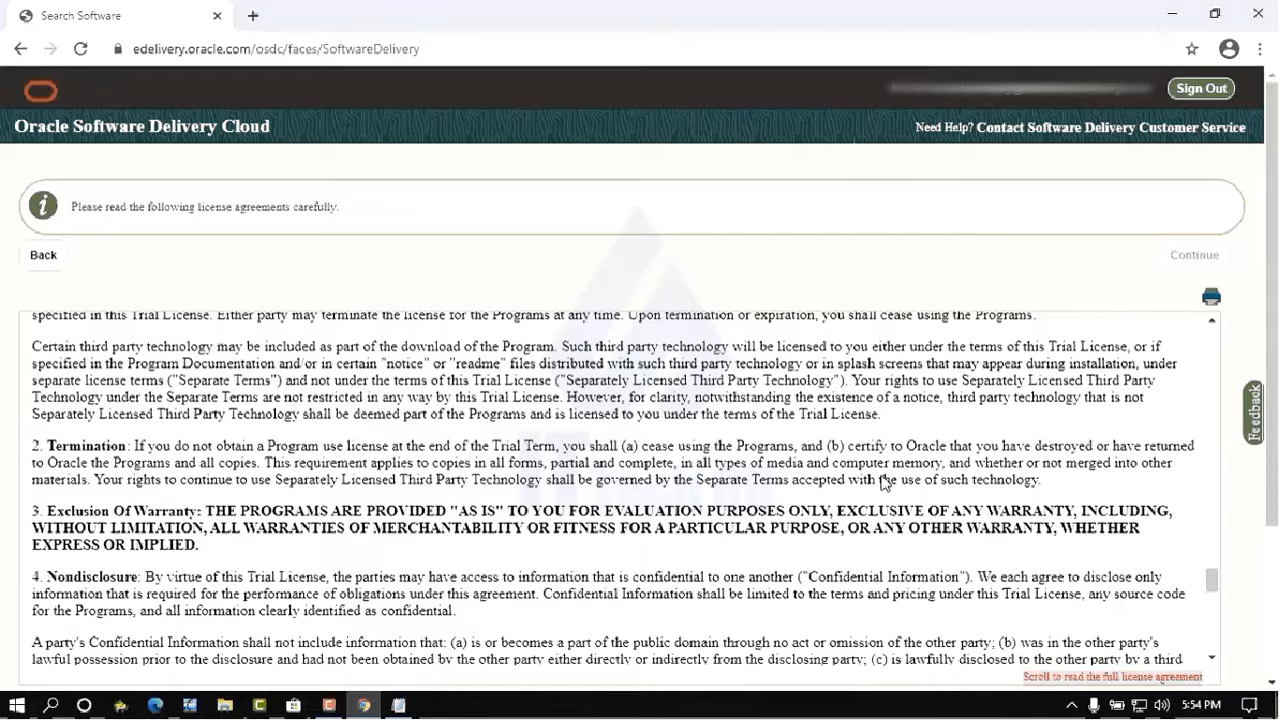 Search Software
edelivery.oracle.com/osdc/faces/SoftwareDelivery
Sign Out
Oracle Software Delivery Cloud
Need Help? Contact Software Delivery Customer Service
Please read the following license agreements carefully.
Back
Continue
specified in this Trial License. Either party may terminate the license for the Programs at any time. Upon termination or expiration, you shall cease using the Programs.
Certain third party technology may be included as part of the download of the Program. Such third party technology will be licensed to you either under the terms of this Trial License, or if
specified in the Program Documentation and/or in certain "notice" or "readme" files distributed with such third party technology or in splash screens that may appear during installation, under
separate license terms ("Separate Terms") and not under the terms of this Trial License ("Separately Licensed Third Party Technology"). Your rights to use Separately Licensed Third Party
Technology under the Separate Terms are not restricted in any way by this Trial License. However, for clarity, notwithstanding the existence of a notice, third party technology that is not
Separately Licensed Third Party Technology shall be deemed part of the Programs and is licensed to you under the terms of the Trial License.
2. Termination: If you do not obtain a Program use license at the end of the Trial Term, you shall (a) cease using the Programs, and (b) certify to Oracle that you have destroyed or have returned
to Oracle the Programs and all copies. This requirement applies to copies in all forms, partial and complete, in all types of media and computer memory, and whether or not merged into other
materials. Your rights to continue to use Separately Licensed Third Party Technology shall be governed by the Separate Terms accepted with the use of such technology.
3. Exclusion Of Warranty: THE PROGRAMS ARE PROVIDED "AS IS" TO YOU FOR EVALUATION PURPOSES ONLY, EXCLUSIVE OF ANY WARRANTY, INCLUDING,
WITHOUT LIMITATION, ALL WARRANTIES OF MERCHANTABILITY OR FITNESS FOR A PARTICULAR PURPOSE, OR ANY OTHER WARRANTY, WHETHER
EXPRESS OR IMPLIED.
4. Nondisclosure: By virtue of this Trial License, the parties may have access to information that is confidential to one another ("Confidential Information"). We each agree to disclose only
information that is required for the performance of obligations under this agreement. Confidential Information shall be limited to the terms and pricing under this Trial License, any source code
for the Programs, and all information clearly identified as confidential.
A party's Confidential Information shall not include information that: (a) is or becomes a part of the public domain through no act or omission of the other party; (b) was in the other party's
lawful possession prior to the disclosure and had not been obtained by the other party either directly or indirectly from the disclosing party; (c) is lawfully disclosed to the other party by a third
Scroll to read the full license agreement
Feedback
5:54 PM